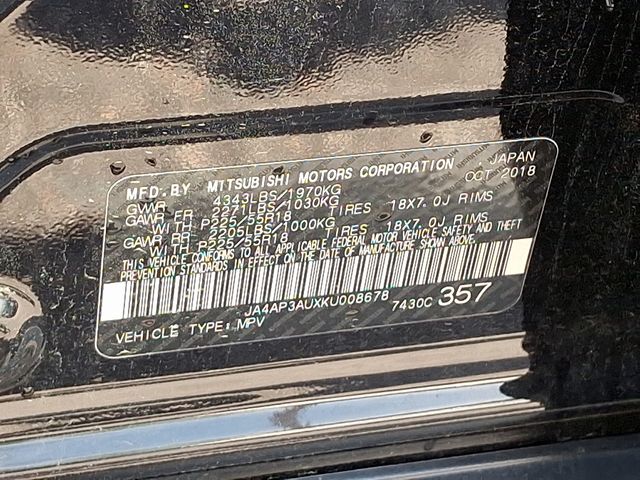 MFD.BY MITSUBISHI MOTORS CORPORATION JAPAN
GVWR 4343LBS/1970KG OCT 2018
GAWR FR 2271LBS/1030KG
WITH P225/55R18 TIRES 18X7.0J RIMS
GAWR RR 2205LBS/1000KG
WITH P225/55R18 TIRES 18X7.0J RIMS
THIS VEHICLE CONFORMS TO ALL APPLICABLE FEDERAL MOTOR VEHICLE SAFETY AND THEFT
PREVENTION STANDARDS IN EFFECT ON THE DATE OF MANUFACTURE SHOWN ABOVE.
JA4AP3AUXKU008678 7430C 357
VEHICLE TYPE:MPV